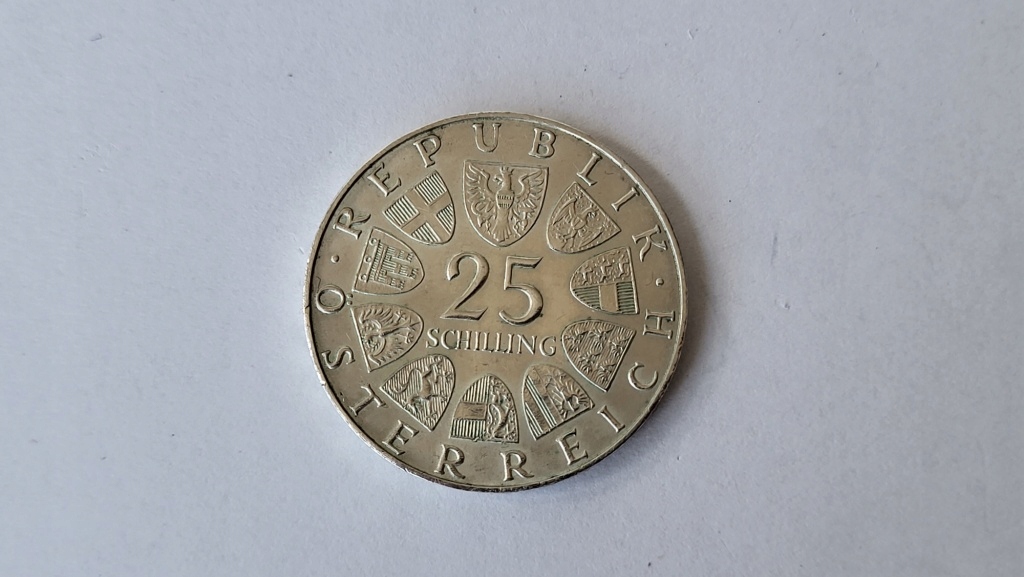 REPUBLIK · ÖSTERREICH ·
25
SCHILLING